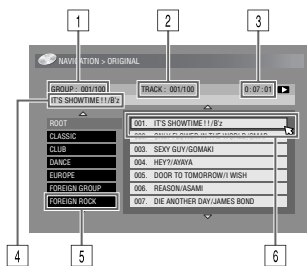 1
2
3
NAVIGATION > ORIGINAL
GROUP : 001/100
TRACK : 001/100
0:07:01
IT'S SHOWTIME!!/B'z
ROOT
CLASSIC
CLUB
DANCE
EUROPE
FOREIGN GROUP
FOREIGN ROCK
001. IT'S SHOWTIME!!/B'z
003. SEXY GUY/GOMAKI
004. HEY?/AYAYA
005. DOOR TO TOMORROW/I WISH
006. REASON/ASAMI
007. DIE ANOTHER DAY/JAMES BOND
4
5
6